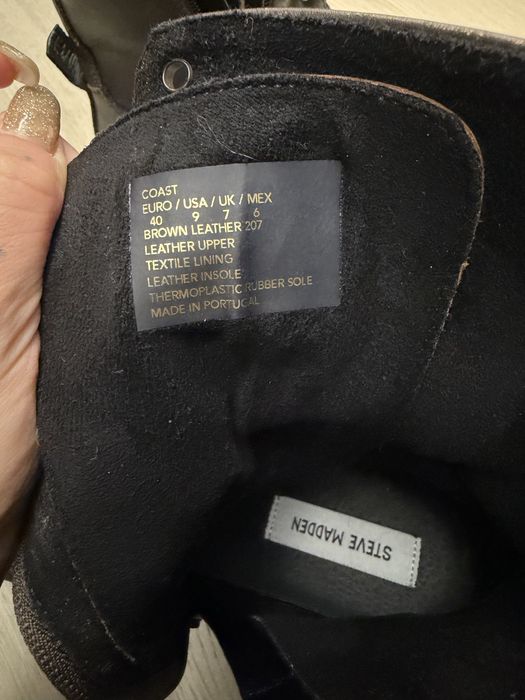 COAST
EURO / USA / UK / MEX
40 9 7 6
BROWN LEATHER 207
LEATHER UPPER
TEXTILE LINING
LEATHER INSOLE
THERMOPLASTIC RUBBER SOLE
MADE IN PORTUGAL
STEVE MADDEN